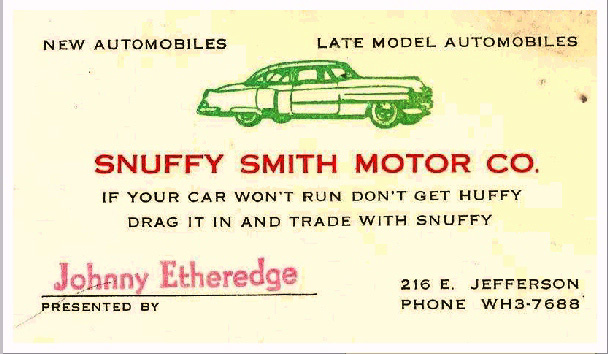 NEW AUTOMOBILES LATE MODEL AUTOMOBILES
SNUFFY SMITH MOTOR CO.
IF YOUR CAR WON'T RUN DON'T GET HUFFY
DRAG IT IN AND TRADE WITH SNUFFY
Johnny Etheredge
PRESENTED BY
216 E. JEFFERSON
PHONE WH3-7688